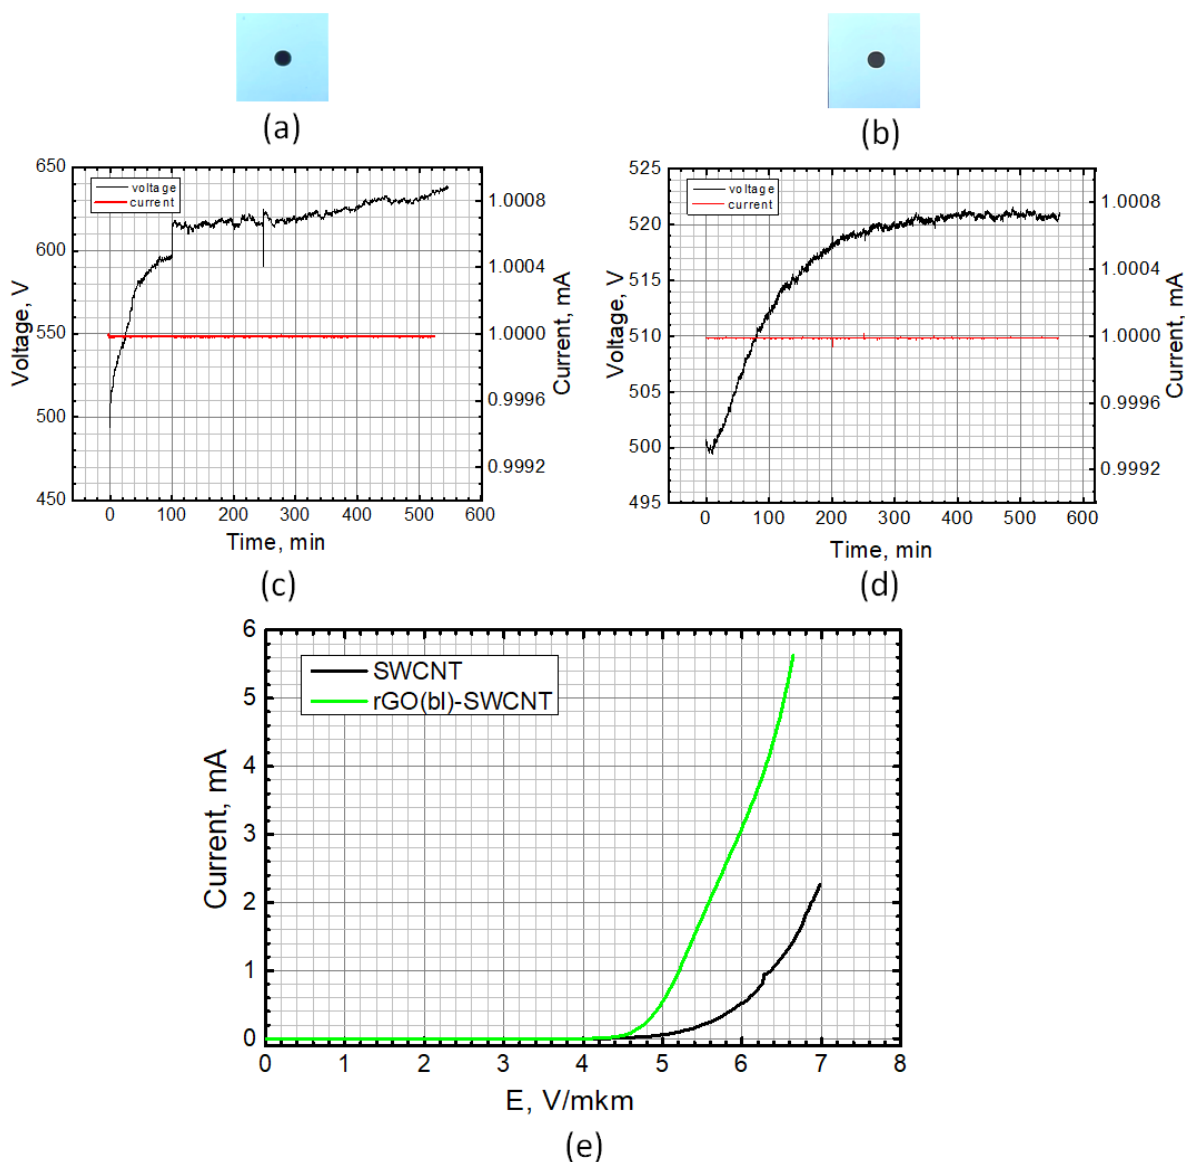 (a)
(b)
650
600
550
500
450
Voltage, V
voltage
current
1.0008
1.0004
1.0000
0.9996
0.9992
Current, mA
0 100 200 300 400 500 600
Time, min
(c)
525
520
515
510
505
500
495
Voltage, V
voltage
current
1.0008
1.0004
1.0000
0.9996
0.9992
Current, mA
0 100 200 300 400 500 600
Time, min
(d)
6
5
4
3
2
1
0
Current, mA
SWCNT
rGO(bl)-SWCNT
0 1 2 3 4 5 6 7 8
E, V/mkm
(e)